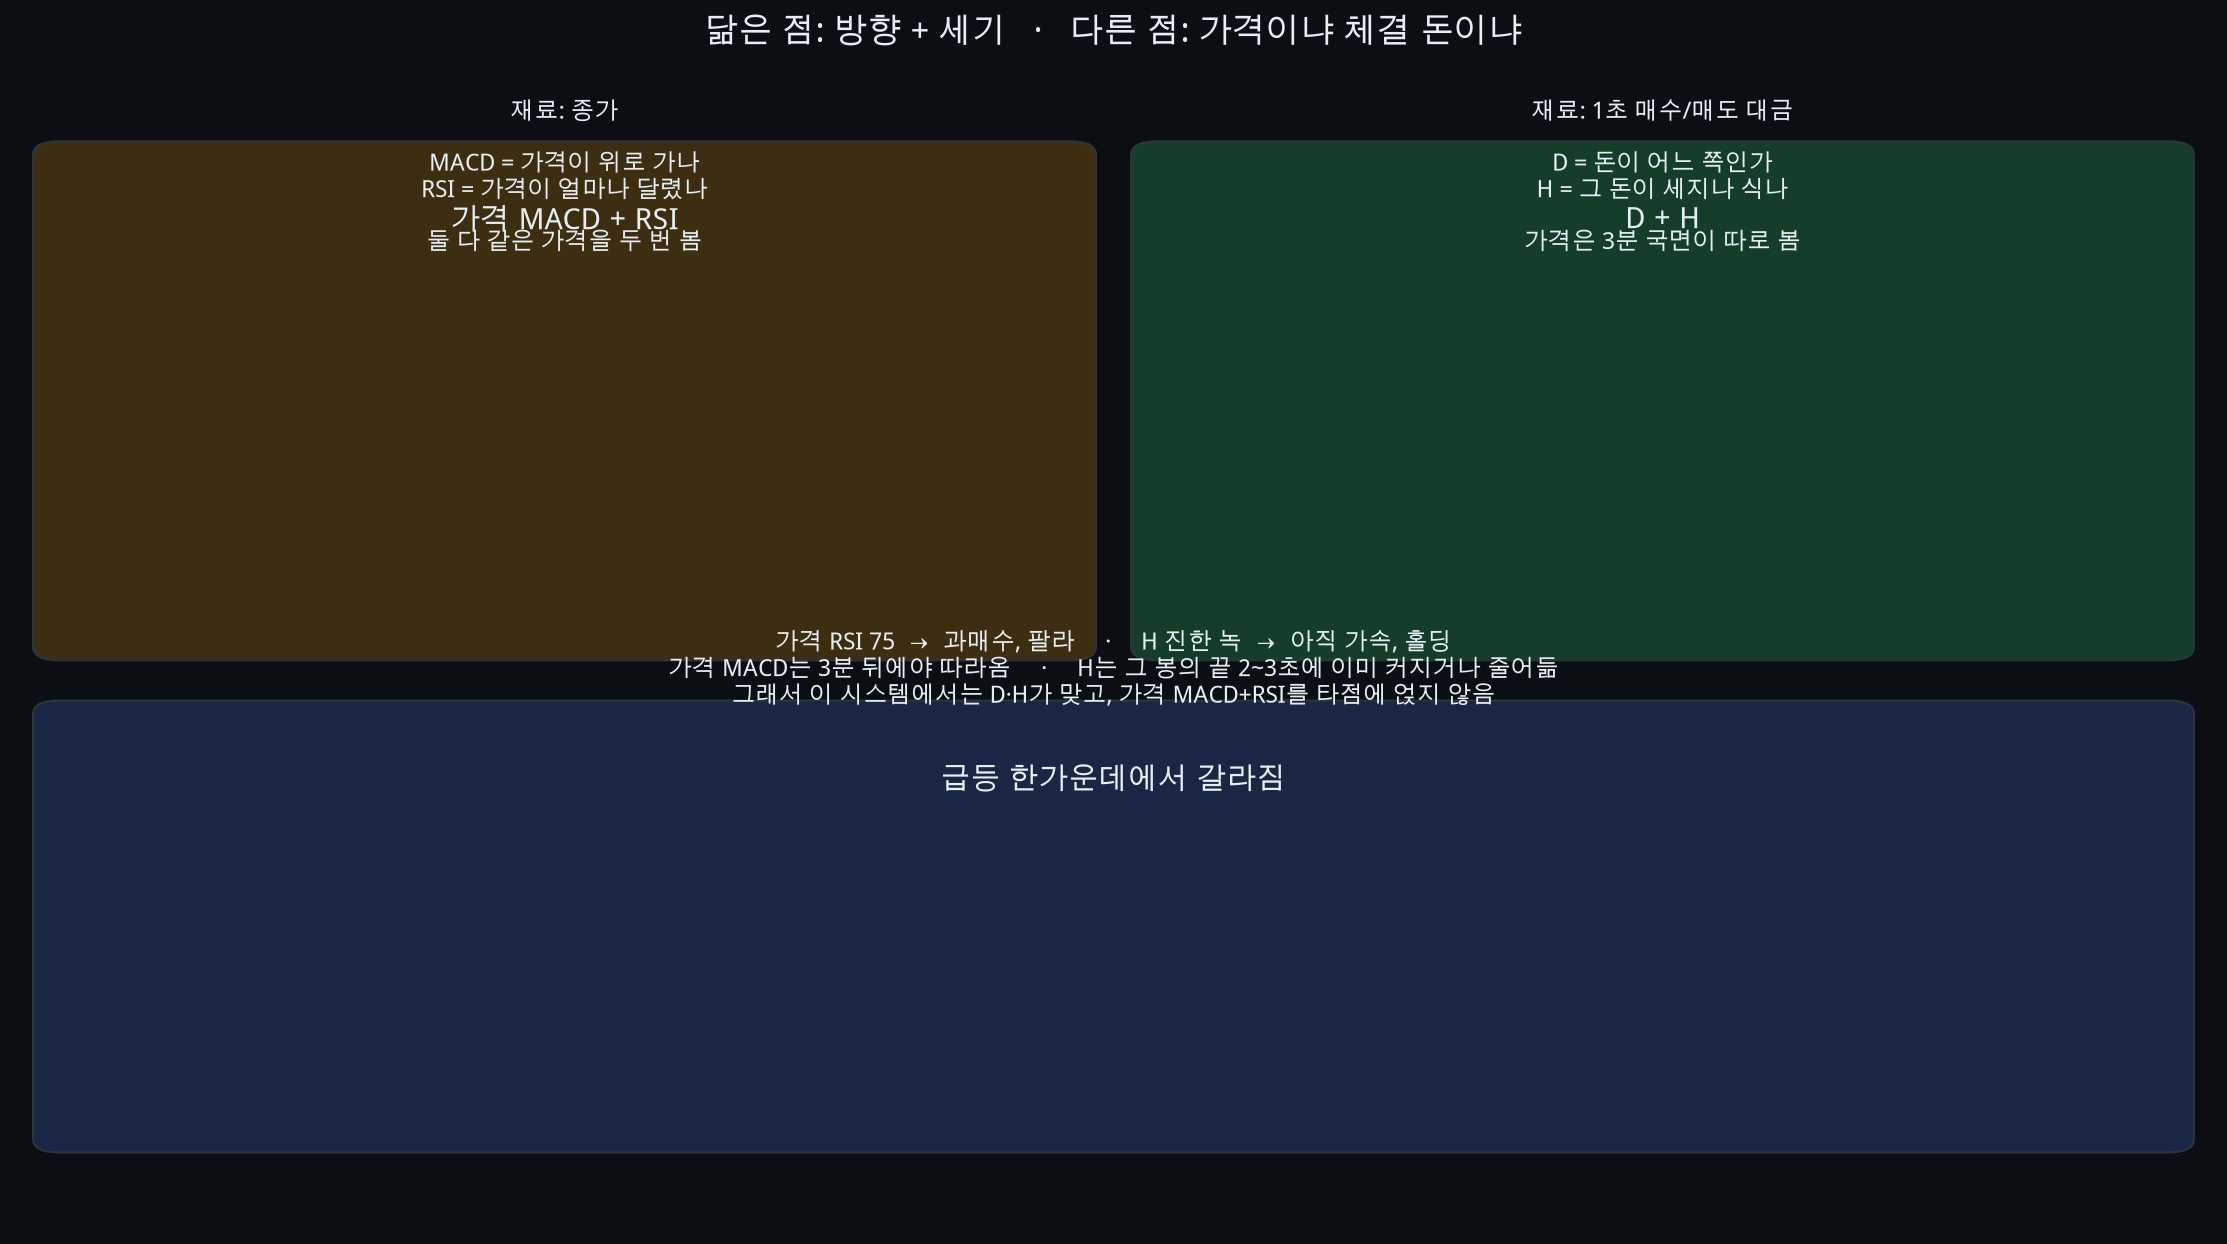 닮은 점: 방향 + 세기 · 다른 점: 가격이냐 체결 돈이냐
재료: 종가
MACD = 가격이 위로 가나
RSI = 가격이 얼마나 달렸나
가격 MACD + RSI
둘 다 같은 가격을 두 번 봄
재료: 1초 매수/매도 대금
D = 돈이 어느 쪽인가
H = 그 돈이 세지나 식나
D + H
가격은 3분 국면이 따로 봄
가격 RSI 75 → 과매수, 팔라 · H 진한 녹 → 아직 가속, 홀딩
가격 MACD는 3분 뒤에야 따라옴 · H는 그 봉의 끝 2~3초에 이미 커지거나 줄어듦
그래서 이 시스템에서는 D·H가 맞고, 가격 MACD+RSI를 타점에 얹지 않음
급등 한가운데에서 갈라짐